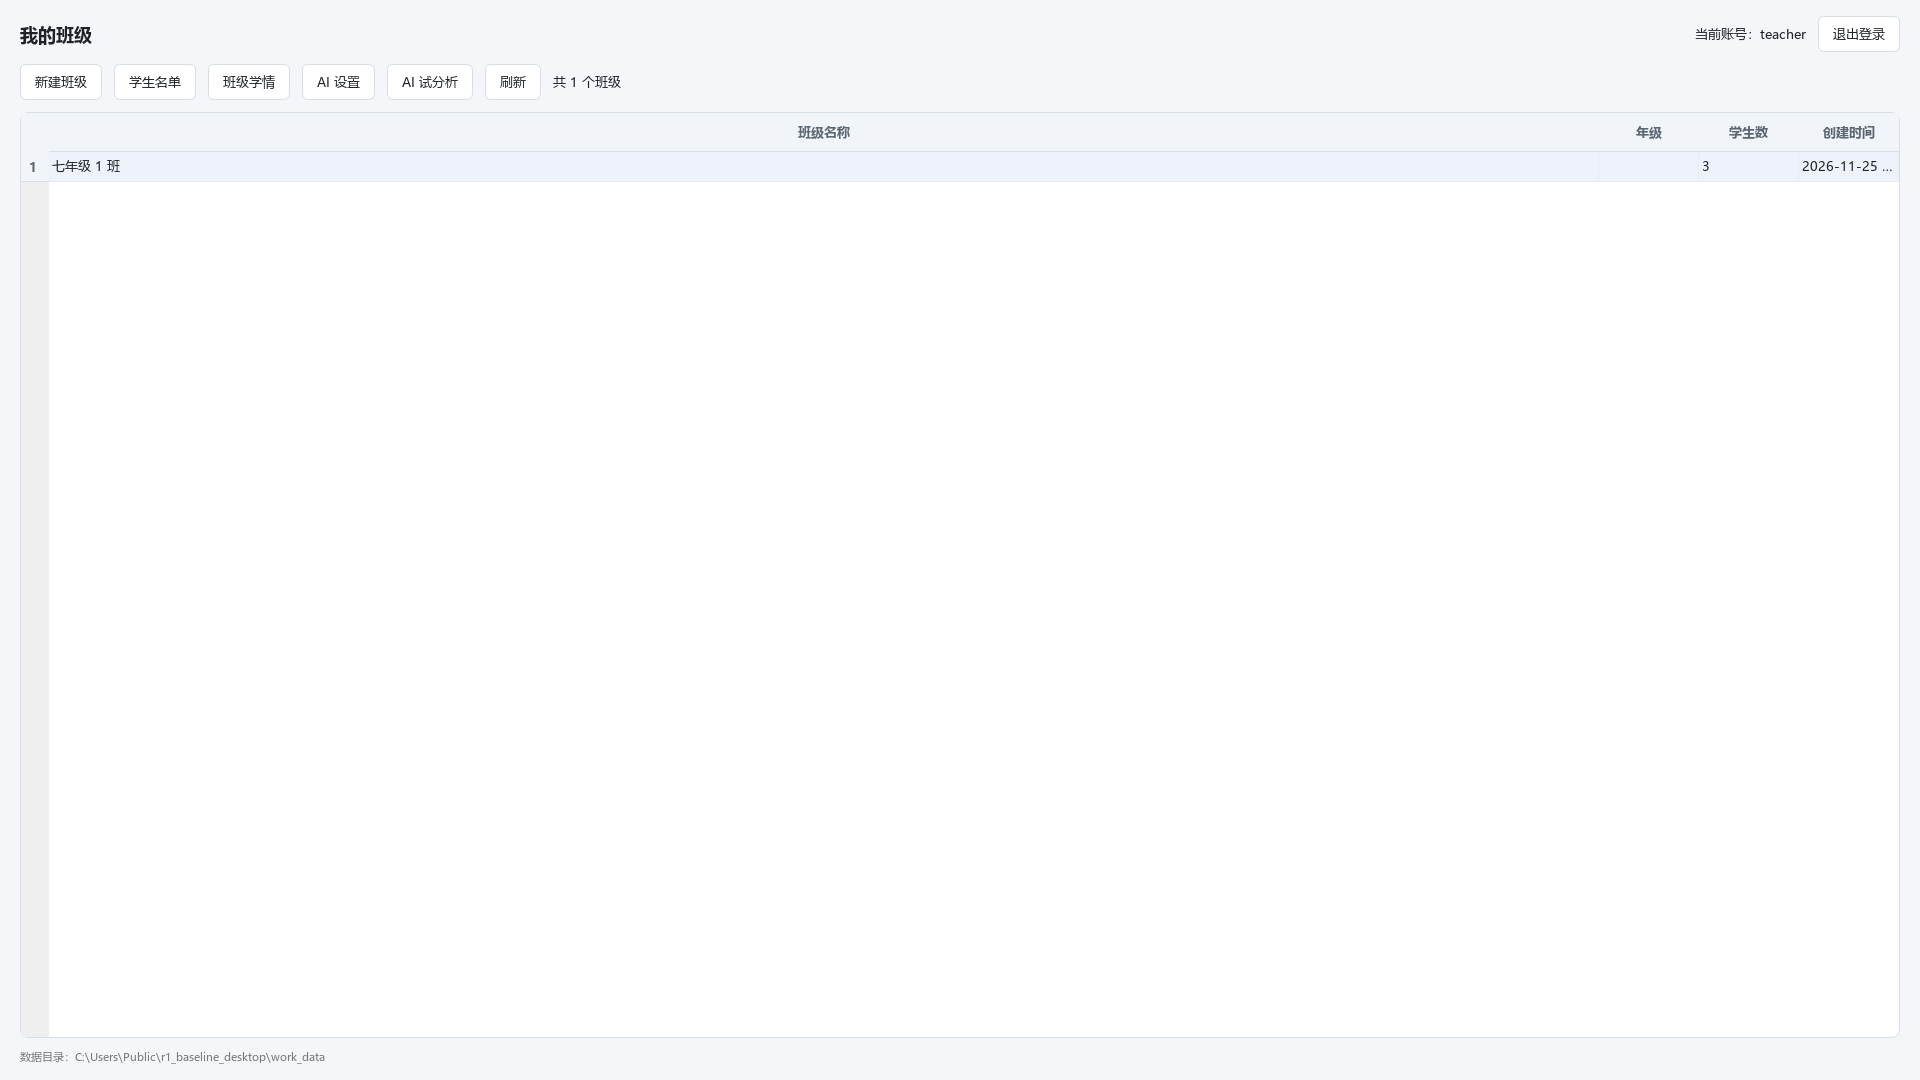 我的班级
当前账号：teacher 退出登录
新建班级 学生名单 班级学情 AI 设置 AI 试分析 刷新 共 1 个班级
班级名称 年级 学生数 创建时间
1 七年级 1 班 3 2026-11-25 ...
数据目录：C:\Users\Public\r1_baseline_desktop\work_data